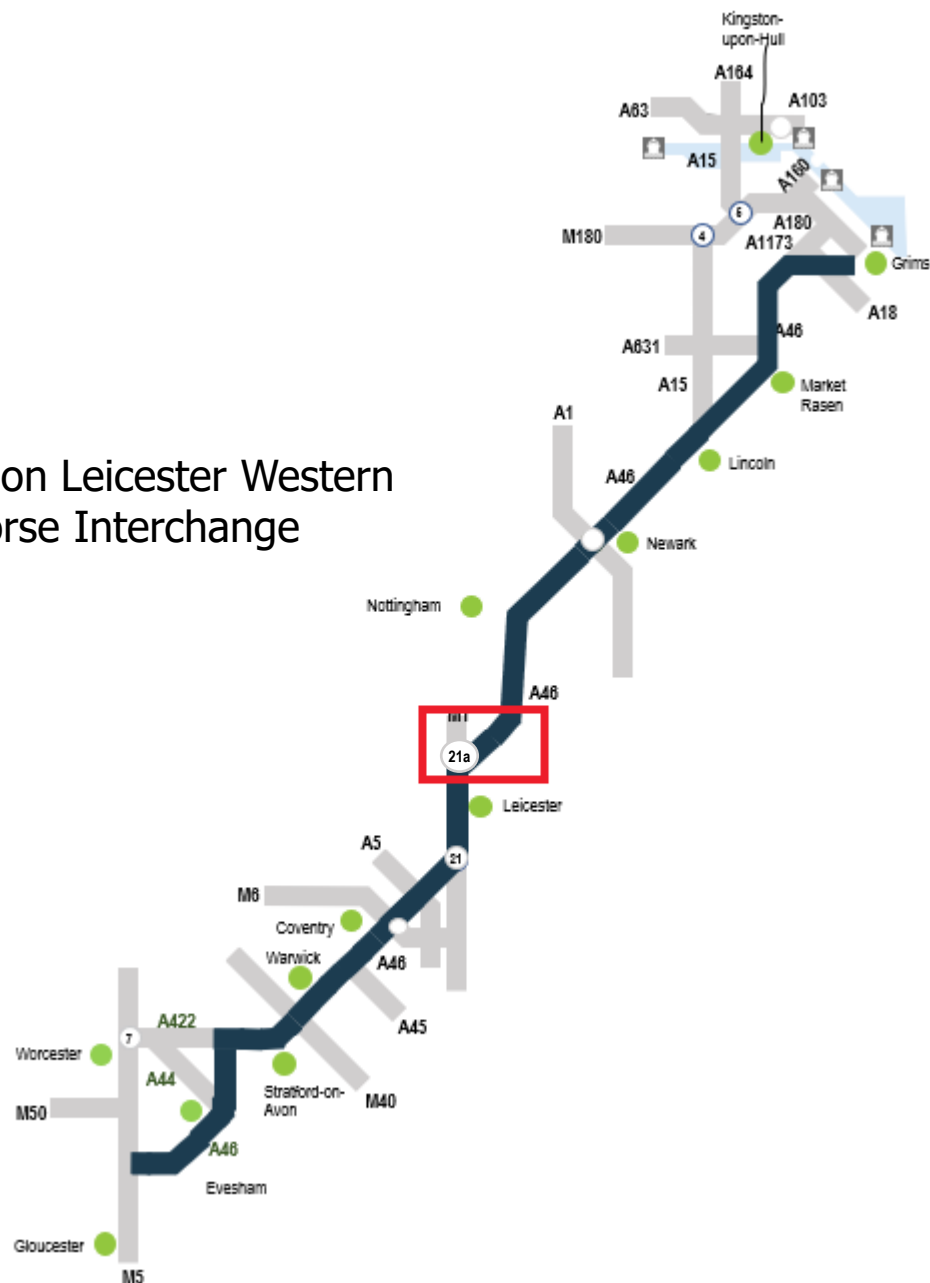 Kingston-
upon-Hull
A164
A63
A103
A15
A160
5
A180
M180
4
A1173
Grims
A18
A46
A631
A15
Market
Rasen
A1
Lincoln
on Leicester Western
A46
orse Interchange
Newark
Nottingham
A46
M1
21a
Leicester
A5
21
M6
Coventry
Warwick
A46
A422
A45
7
Worcester
A44
Stratford-on-
Avon
M40
M50
A46
Evesham
Gloucester
M5